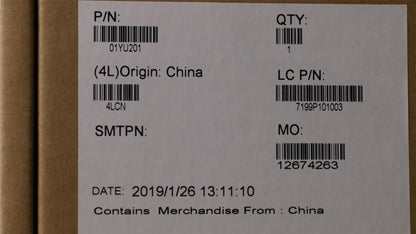 P/N: QTY:
01YU201 1
(4L)Origin: China LC P/N:
4LCN 7199P101003
SMTPN: MO:
12674263
DATE: 2019/1/26 13:11:10
Contains Merchandise From : China